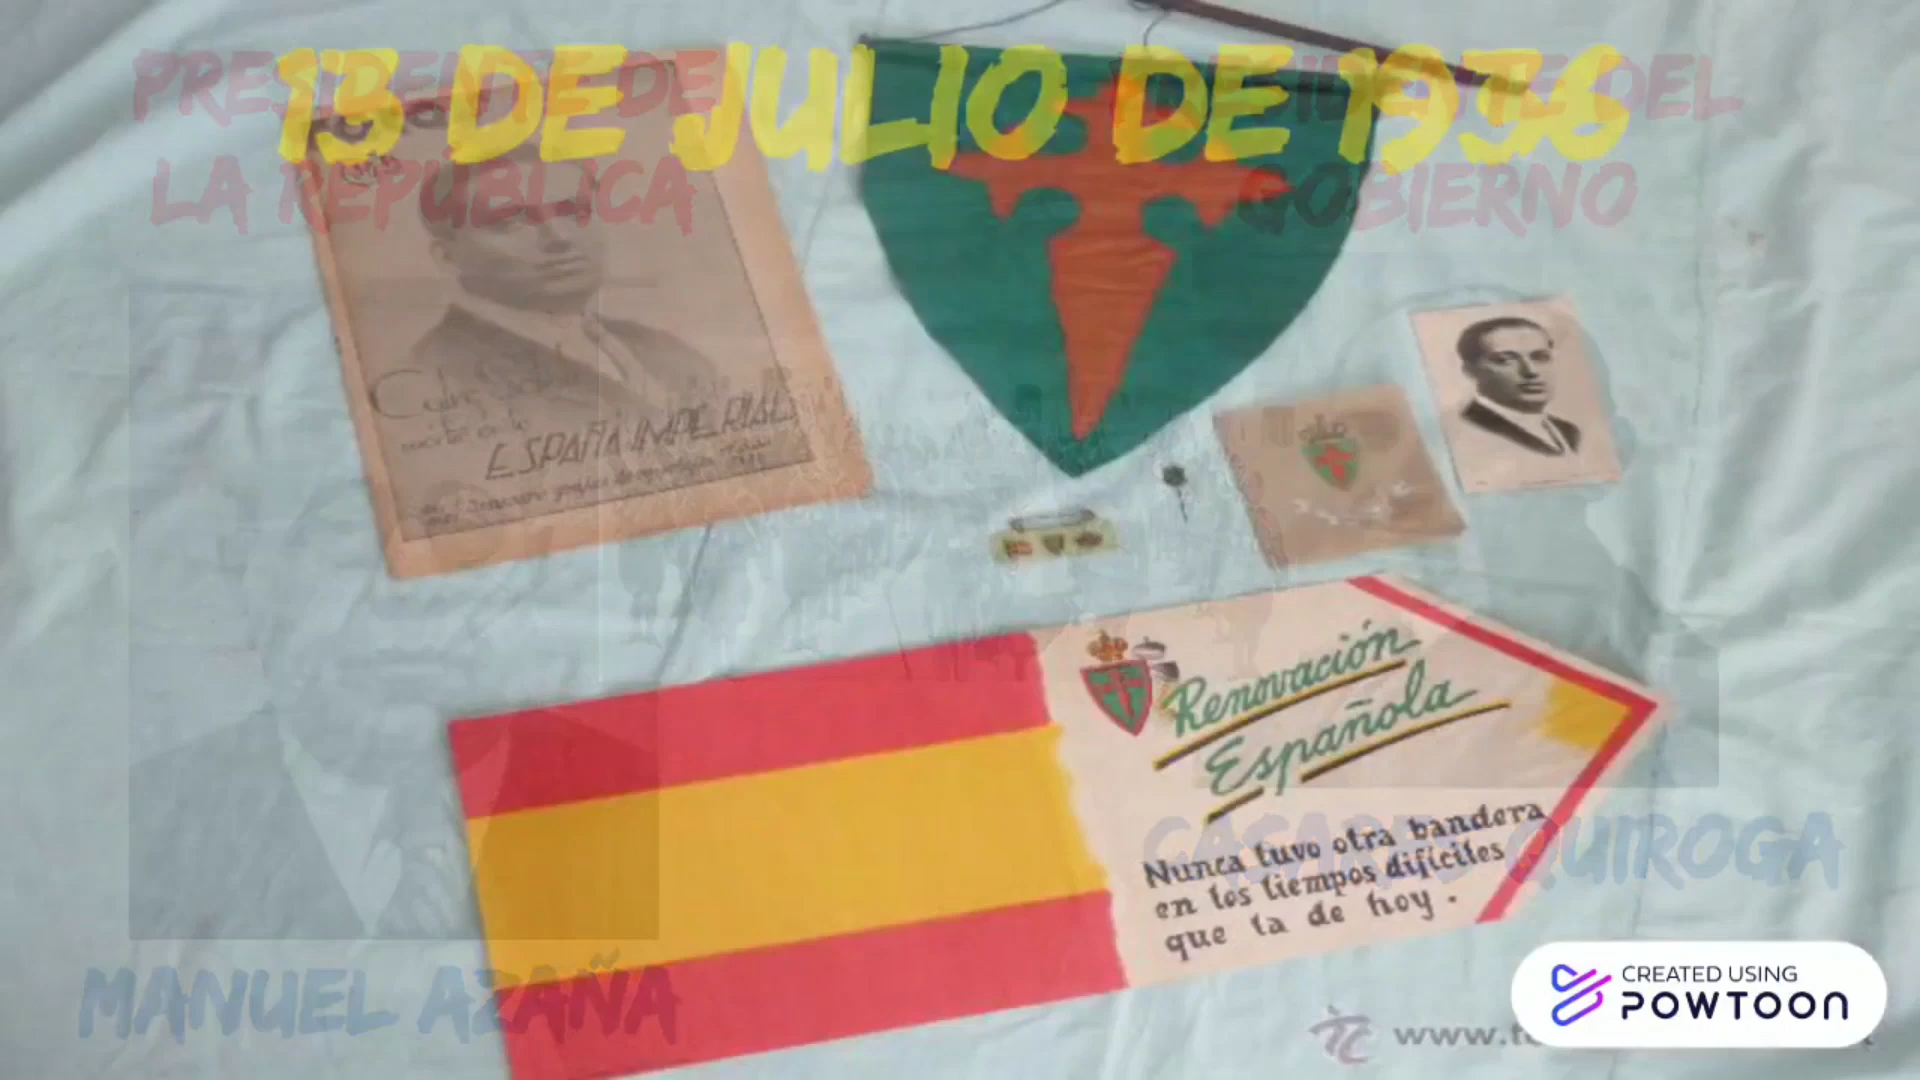 13 DE JULIO DE 1936
PRESIDENTE DE
LA REPÚBLICA
PRESIDENTE DEL
GOBIERNO
ESPAÑA IMPERIAL
Renovación
Española
Nunca tuvo otra bandera
en los tiempos difíciles
que la de hoy.
CASARES QUIROGA
MANUEL AZAÑA
CREATED USING
POWTOON
www.t